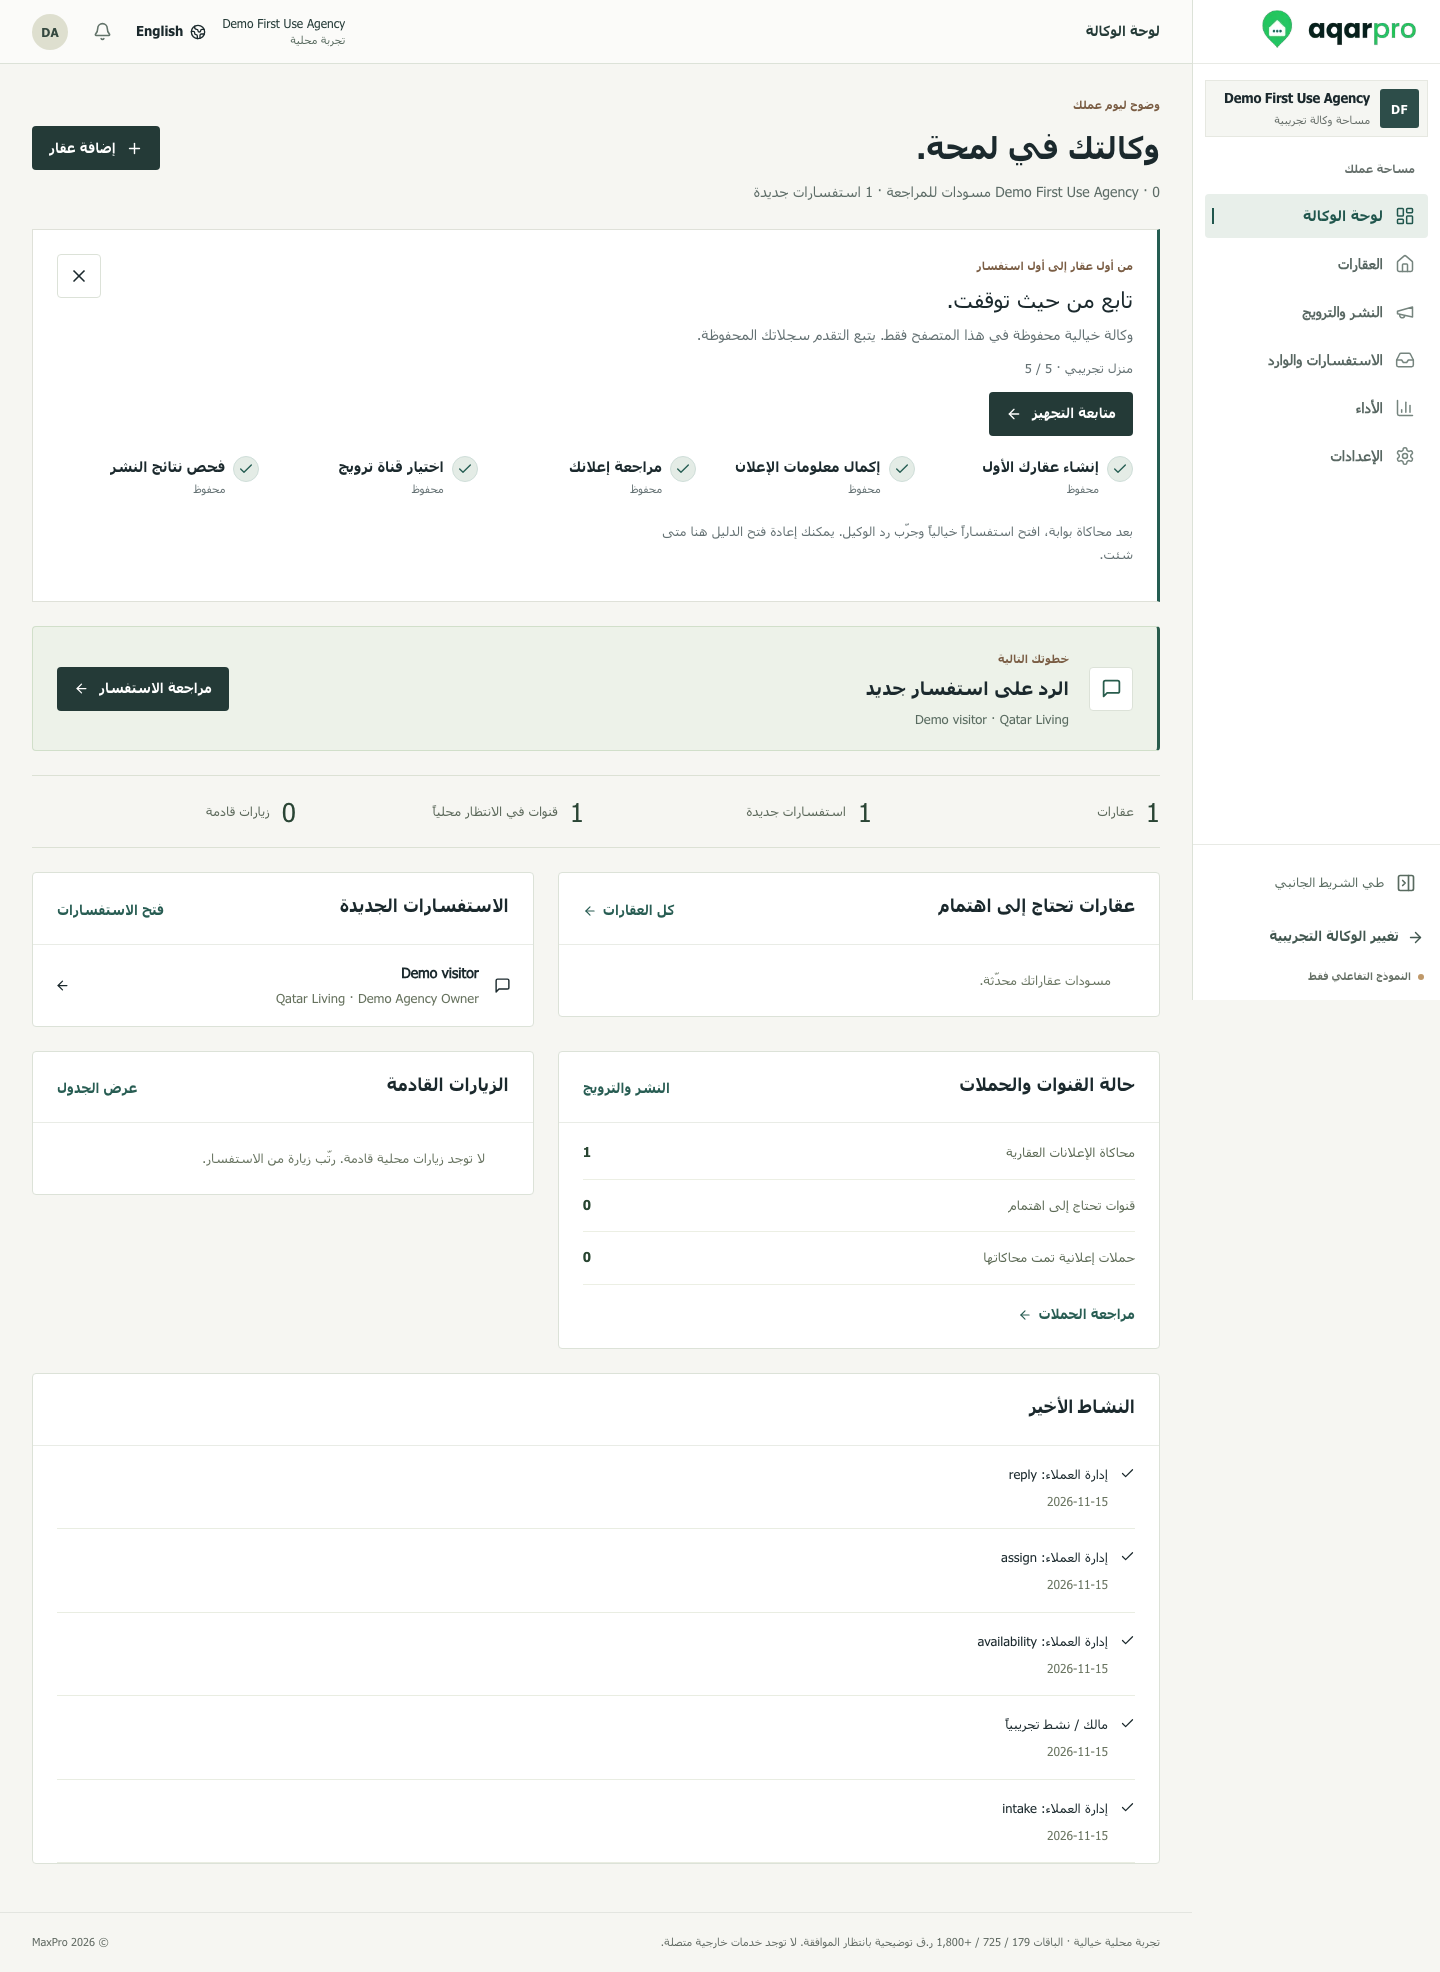 aqarpro
DF
Demo First Use Agency
مساحة وكالة تجريبية
مساحة عملك
لوحة الوكالة
العقارات
النشر والترويج
الاستفسارات والوارد
الأداء
الإعدادات
طي الشريط الجانبي
تغيير الوكالة التجريبية
النموذج التفاعلي فقط
لوحة الوكالة
Demo First Use Agency
تجربة محلية
English
DA
وضوح ليوم عملك
وكالتك في لمحة.
إضافة عقار
Demo First Use Agency · 0 مسودات للمراجعة · 1 استفسارات جديدة
من أول عقار إلى أول استفسار
تابع من حيث توقفت.
وكالة خيالية محفوظة في هذا المتصفح فقط. يتبع التقدم سجلاتك المحفوظة.
منزل تجريبي · 5 / 5
متابعة التجهيز
إنشاء عقارك الأول
محفوظ
إكمال معلومات الإعلان
محفوظ
مراجعة إعلانك
محفوظ
اختيار قناة ترويج
محفوظ
فحص نتائج النشر
محفوظ
بعد محاكاة بوابة، افتح استفساراً خيالياً وجرّب رد الوكيل. يمكنك إعادة فتح الدليل هنا متى
شئت.
خطوتك التالية
الرد على استفسار جديد
Demo visitor · Qatar Living
مراجعة الاستفسار
1 عقارات
1 استفسارات جديدة
1 قنوات في الانتظار محلياً
0 زيارات قادمة
عقارات تحتاج إلى اهتمام
كل العقارات
مسودات عقاراتك محدّثة.
الاستفسارات الجديدة
فتح الاستفسارات
Demo visitor
Qatar Living · Demo Agency Owner
حالة القنوات والحملات
النشر والترويج
محاكاة الإعلانات العقارية 1
قنوات تحتاج إلى اهتمام 0
حملات إعلانية تمت محاكاتها 0
مراجعة الحملات
الزيارات القادمة
عرض الجدول
لا توجد زيارات محلية قادمة. رتّب زيارة من الاستفسار.
النشاط الأخير
إدارة العملاء: reply
2026-11-15
إدارة العملاء: assign
2026-11-15
إدارة العملاء: availability
2026-11-15
مالك / نشط تجريبياً
2026-11-15
إدارة العملاء: intake
2026-11-15
تجربة محلية خيالية · الباقات 179 / 725 / 1,800+ ر.ق توضيحية بانتظار الموافقة. لا توجد خدمات خارجية متصلة.
© 2026 MaxPro